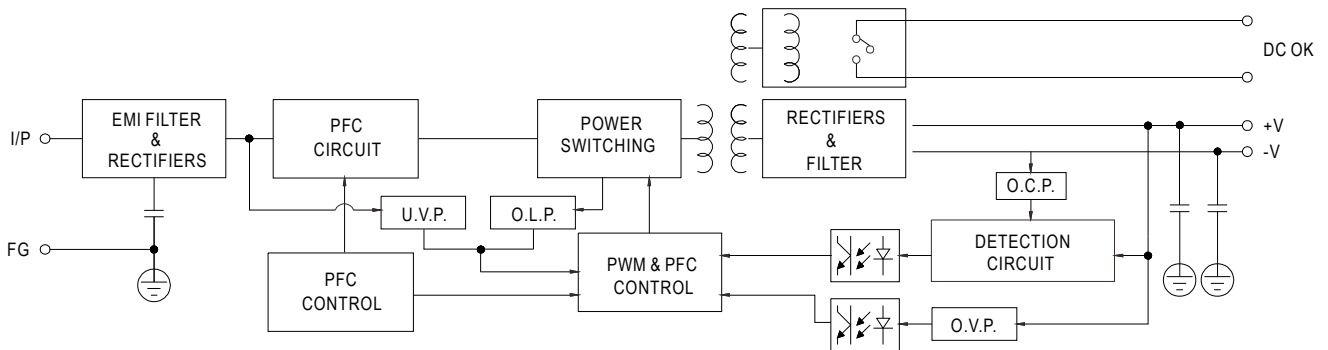 DC OK
I/P
EMI FILTER
&
RECTIFIERS
PFC
CIRCUIT
POWER
SWITCHING
RECTIFIERS
&
FILTER
+V
-V
U.V.P.
O.L.P.
O.C.P.
FG
PFC
CONTROL
PWM & PFC
CONTROL
DETECTION
CIRCUIT
O.V.P.